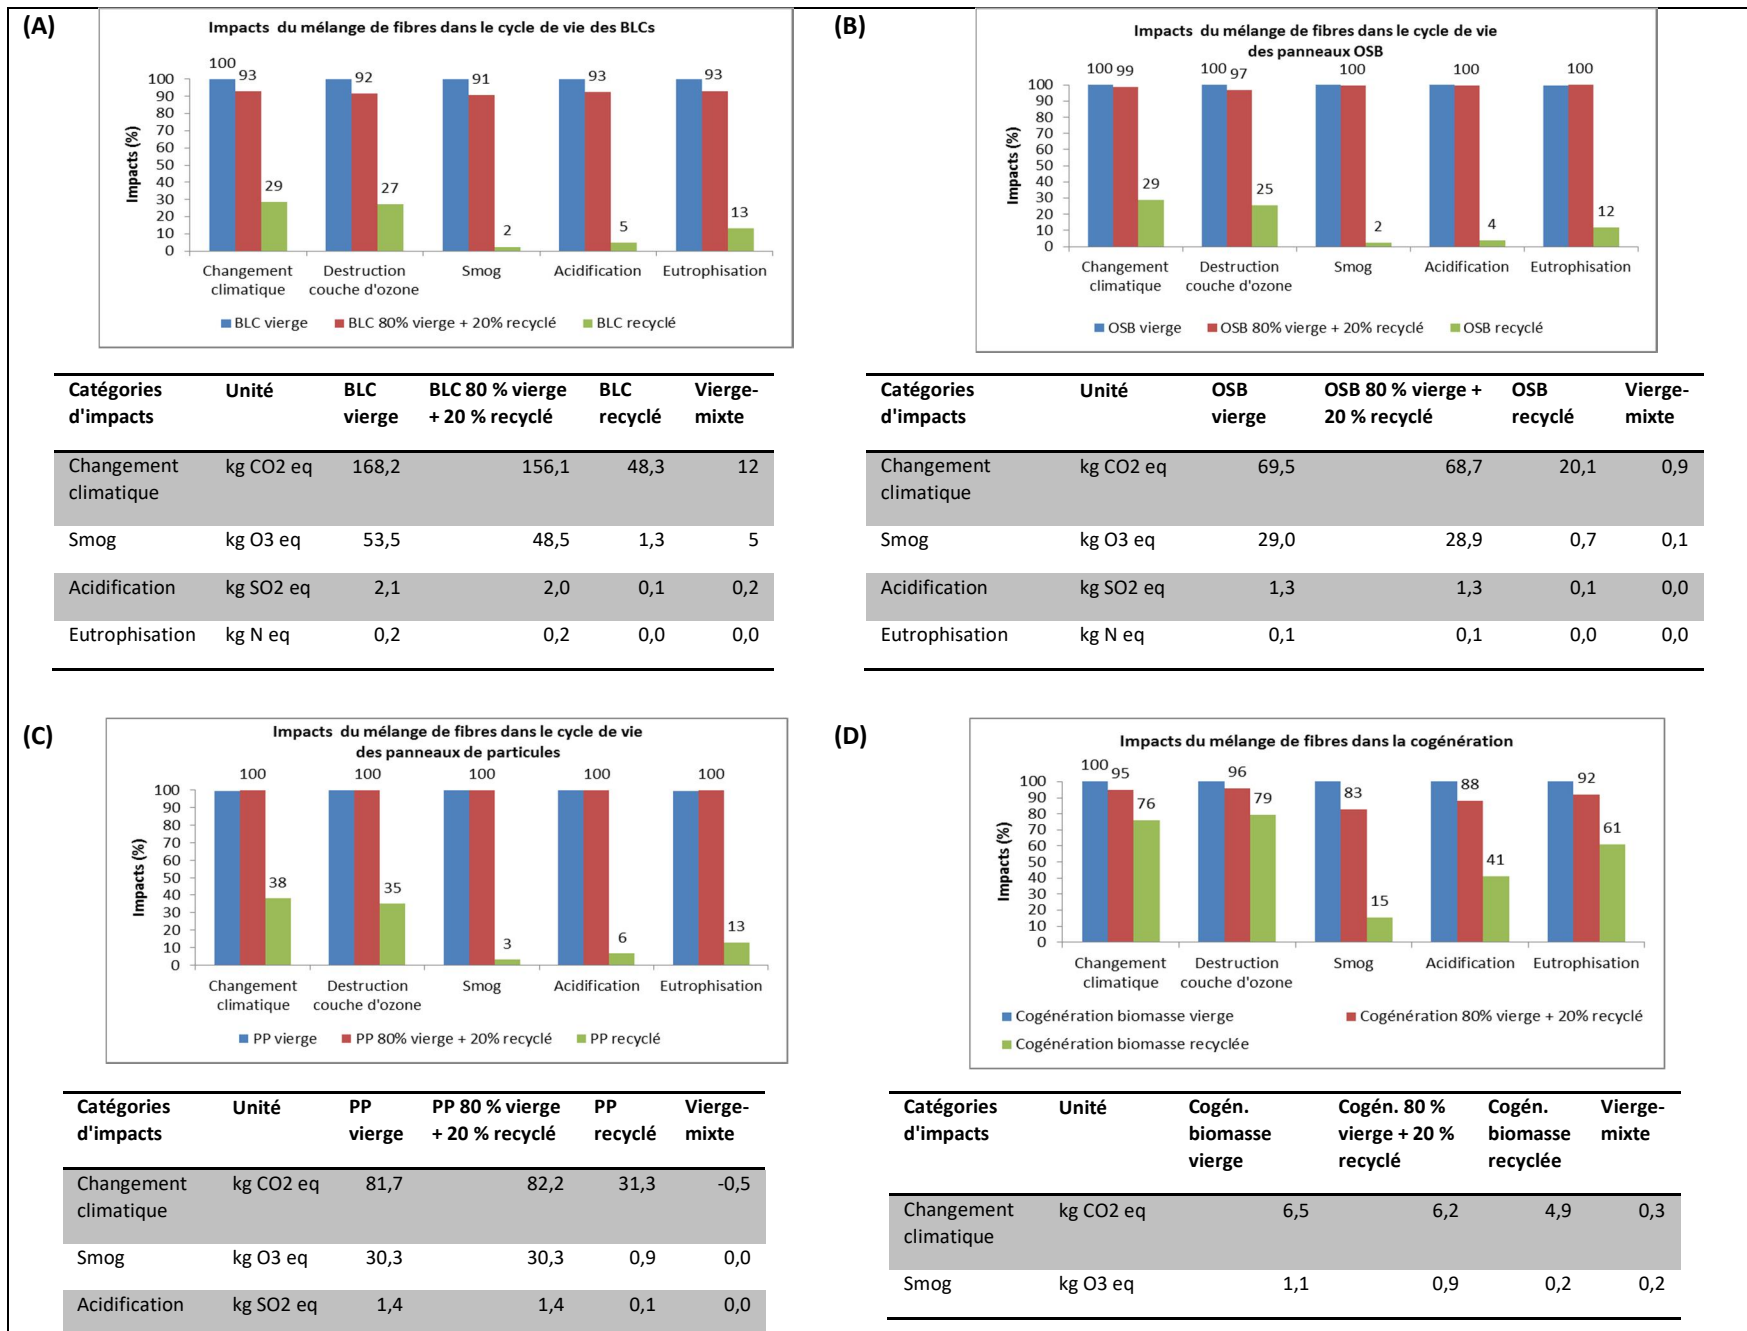 (A)
Impacts du mélange de fibres dans le cycle de vie des BLCs
Impacts (%)
100
90
80
70
60
50
40
30
20
10
0
100
93
29
92
27
91
2
93
5
93
13
Changement climatique
Destruction couche d'ozone
Smog
Acidification
Eutrophisation
BLC vierge
BLC 80% vierge + 20% recyclé
BLC recyclé
Catégories d'impacts Unité BLC vierge BLC 80 % vierge + 20 % recyclé BLC recyclé Vierge-mixte
Changement climatique kg CO2 eq 168,2 156,1 48,3 12
Smog kg O3 eq 53,5 48,5 1,3 5
Acidification kg SO2 eq 2,1 2,0 0,1 0,2
Eutrophisation kg N eq 0,2 0,2 0,0 0,0
(B)
Impacts du mélange de fibres dans le cycle de vie
des panneaux OSB
Impacts (%)
100
90
80
70
60
50
40
30
20
10
0
100
99
29
100
97
25
100
2
100
4
100
12
Changement climatique
Destruction couche d'ozone
Smog
Acidification
Eutrophisation
OSB vierge
OSB 80% vierge + 20% recyclé
OSB recyclé
Catégories d'impacts Unité OSB vierge OSB 80 % vierge + 20 % recyclé OSB recyclé Vierge-mixte
Changement climatique kg CO2 eq 69,5 68,7 20,1 0,9
Smog kg O3 eq 29,0 28,9 0,7 0,1
Acidification kg SO2 eq 1,3 1,3 0,1 0,0
Eutrophisation kg N eq 0,1 0,1 0,0 0,0
(C)
Impacts du mélange de fibres dans le cycle de vie
des panneaux de particules
Impacts (%)
100
90
80
70
60
50
40
30
20
10
0
100
38
100
35
100
3
100
6
100
13
Changement climatique
Destruction couche d'ozone
Smog
Acidification
Eutrophisation
PP vierge
PP 80% vierge + 20% recyclé
PP recyclé
Catégories d'impacts Unité PP vierge PP 80 % vierge + 20 % recyclé PP recyclé Vierge-mixte
Changement climatique kg CO2 eq 81,7 82,2 31,3 -0,5
Smog kg O3 eq 30,3 30,3 0,9 0,0
Acidification kg SO2 eq 1,4 1,4 0,1 0,0
(D)
Impacts du mélange de fibres dans la cogénération
Impacts (%)
100
90
80
70
60
50
40
30
20
10
0
100
95
76
96
79
83
15
88
41
92
61
Changement climatique
Destruction couche d'ozone
Smog
Acidification
Eutrophisation
Cogénération biomasse vierge
Cogénération 80% vierge + 20% recyclé
Cogénération biomasse recyclée
Catégories d'impacts Unité Cogén. biomasse vierge Cogén. 80 % vierge + 20 % recyclé Cogén. biomasse recyclée Vierge-mixte
Changement climatique kg CO2 eq 6,5 6,2 4,9 0,3
Smog kg O3 eq 1,1 0,9 0,2 0,2